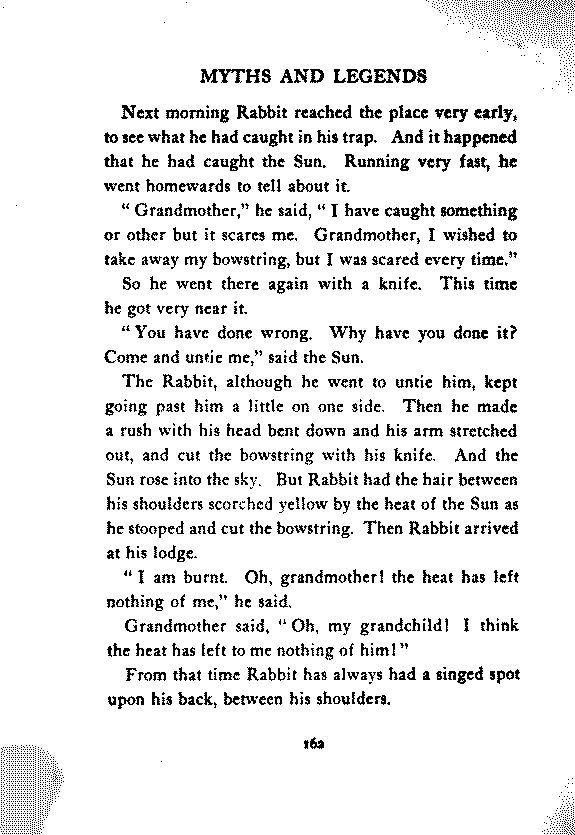 MYTHS AND LEGENDS
Next morning Rabbit reached the place very early,
to see what he had caught in his trap. And it happened
that he had caught the Sun. Running very fast, he
went homewards to tell about it.
“ Grandmother,” he said, “ I have caught something
or other but it scares me. Grandmother, I wished to
take away my bowstring, but I was scared every time.”
So he went there again with a knife. This time
he got very near it.
“ You have done wrong. Why have you done it?
Come and untie me,” said the Sun.
The Rabbit, although he went to untie him, kept
going past him a little on one side. Then he made
a rush with his head bent down and his arm stretched
out, and cut the bowstring with his knife. And the
Sun rose into the sky. But Rabbit had the hair between
his shoulders scorched yellow by the heat of the Sun as
he stooped and cut the bowstring. Then Rabbit arrived
at his lodge.
“ I am burnt. Oh, grandmother! the heat has left
nothing of me,” he said.
Grandmother said, “ Oh, my grandchild! I think
the heat has left to me nothing of him! ”
From that time Rabbit has always had a singed spot
upon his back, between his shoulders.
162